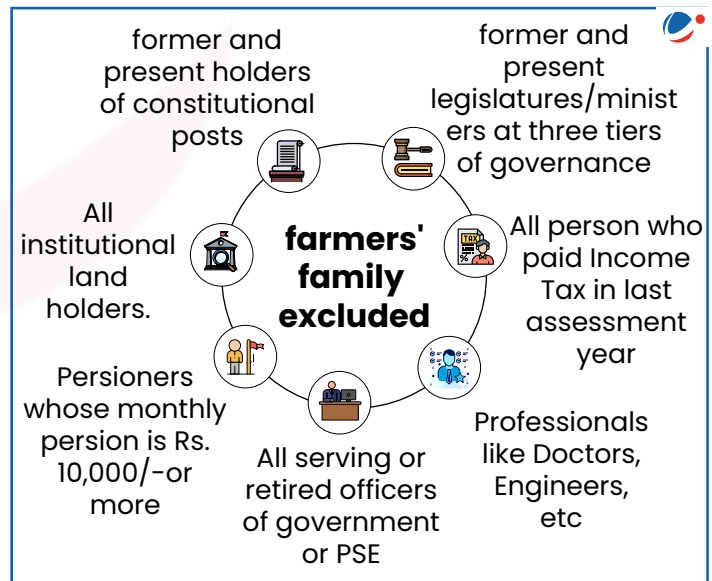 former and
present holders
of constitutional
posts
former and
present
legislatures/minist
ers at three tiers
of governance
All person who
paid Income
Tax in last
assessment
year
Professionals
like Doctors,
Engineers,
etc
All serving or
retired officers
of government
or PSE
Persioners
whose monthly
persion is Rs.
10,000/-or
more
All
institutional
land
holders.
farmers'
family
excluded
TAX
%